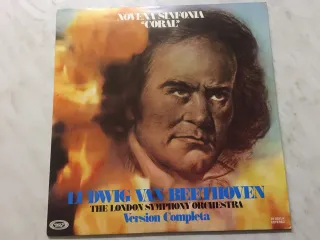 NOVENA SINFONIA
"CORAL"
LUDWIG VAN BEETHOVEN
THE LONDON SYMPHONY ORCHESTRA
Version Completa